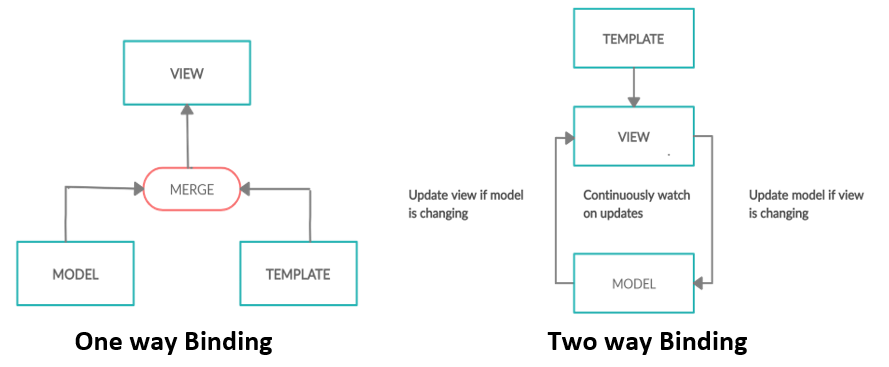 VIEW
MERGE
MODEL
TEMPLATE
One way Binding
TEMPLATE
VIEW
Update view if model
is changing
Continuously watch
on updates
Update model if view
is changing
MODEL
Two way Binding